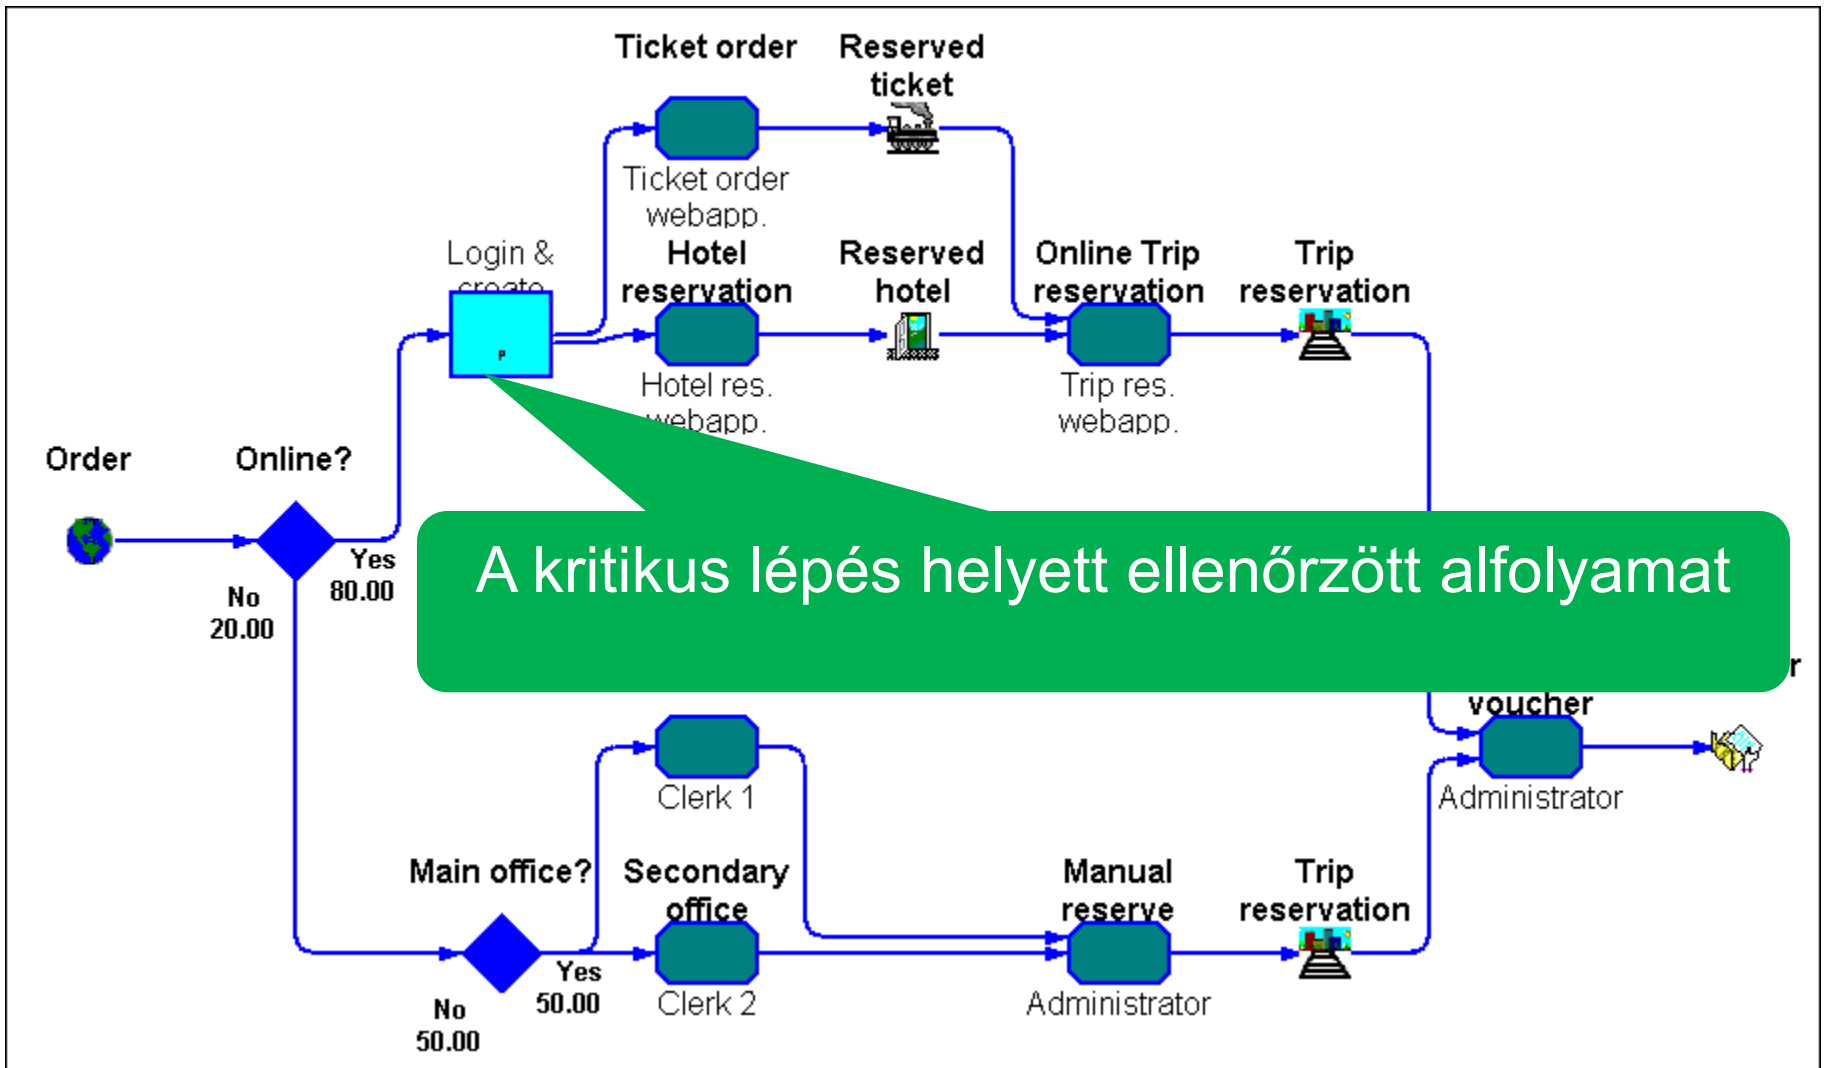 Ticket order
Reserved
ticket
Ticket order
webapp.
Login &
create
Hotel
reservation
Reserved
hotel
Online Trip
reservation
Trip
reservation
P
Hotel res.
webapp.
Trip res.
webapp.
Order
Online?
Yes
80.00
No
20.00
A kritikus lépés helyett ellenőrzött alfolyamat
voucher
Clerk 1
Administrator
Main office?
Secondary
office
Manual
reserve
Trip
reservation
Yes
50.00
No
50.00
Clerk 2
Administrator